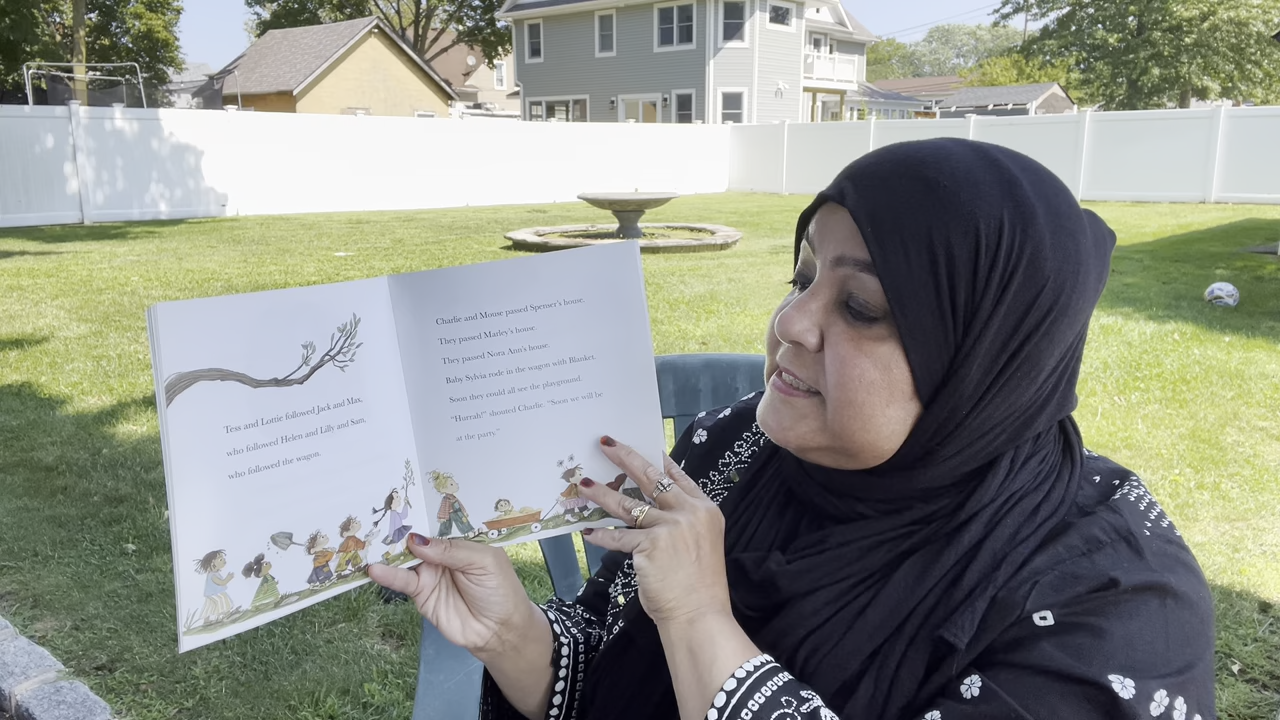 Tess and Lottie followed Jack and Max,
who followed Helen and Lilly and Sam,
who followed the wagon.
Charlie and Mouse passed Spenser's house.
They passed Marley's house.
They passed Nora Ann's house.
Baby Sylvia rode in the wagon with Blanket.
Soon they could all see the playground.
"Hurrah!" shouted Charlie. "Soon we will be
at the party."